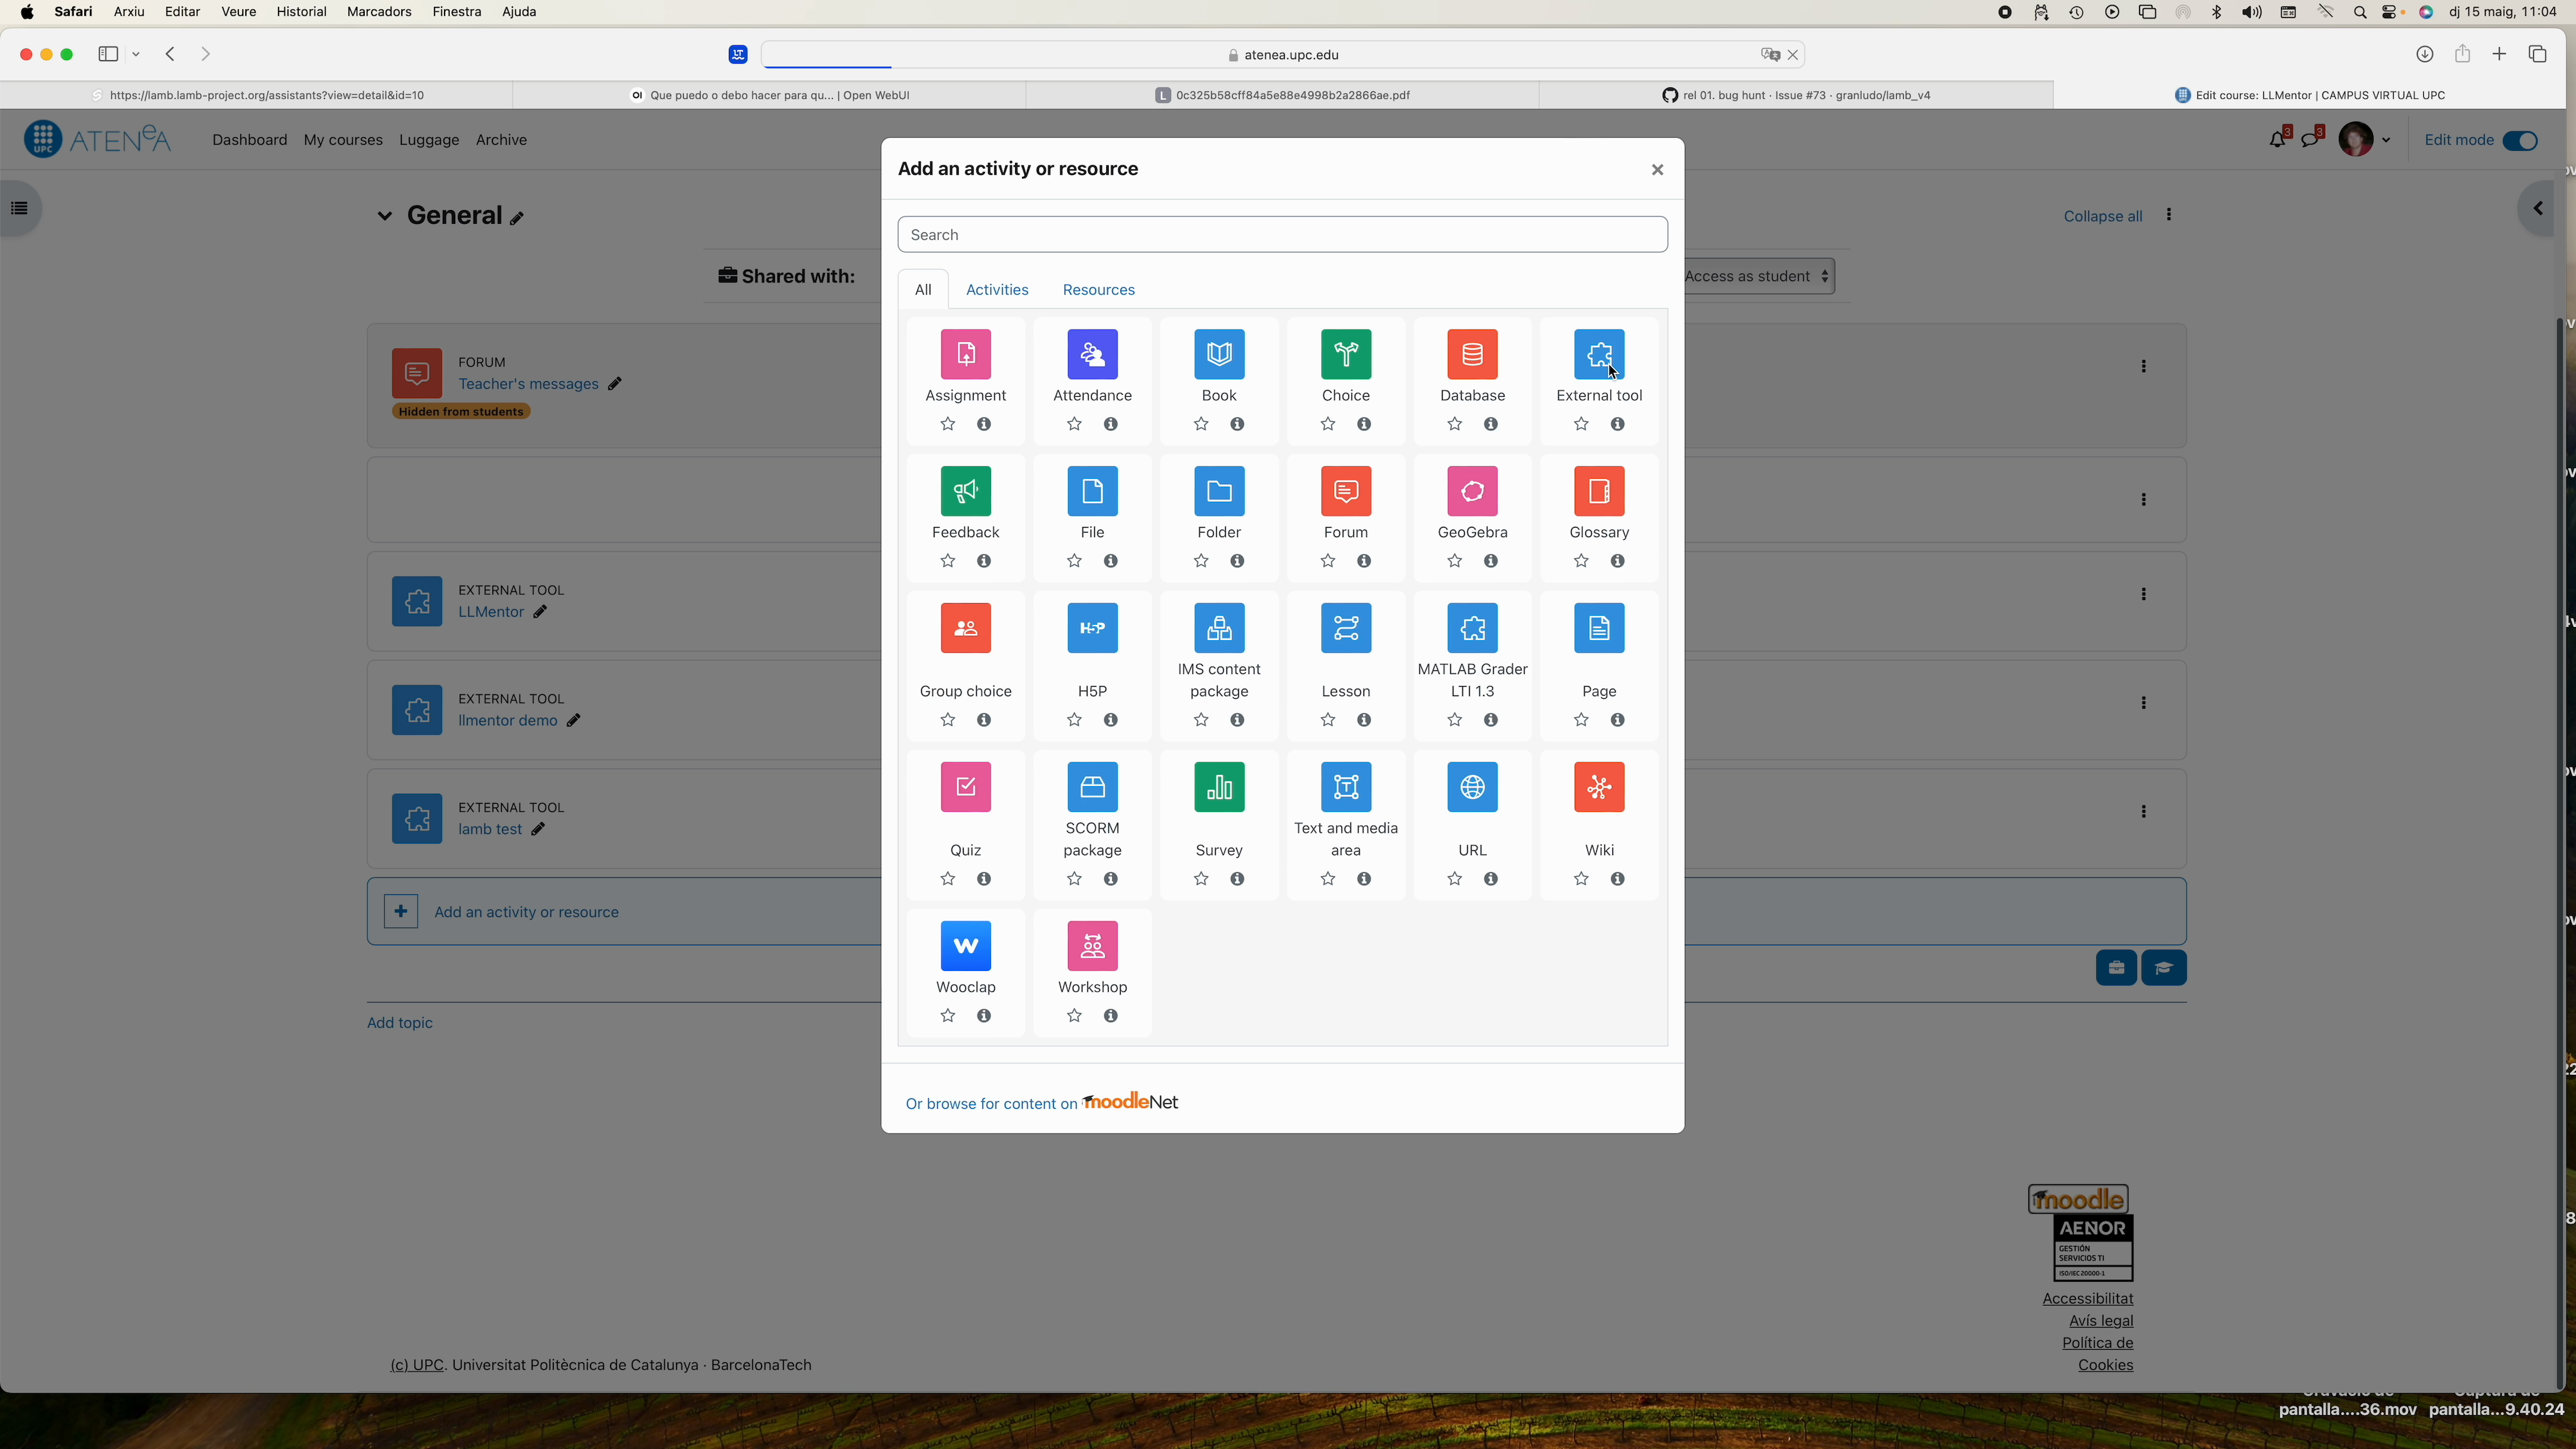 Safari Arxiu Editar Veure Historial Marcadors Finestra Ajuda
dj 15 maig, 11:04
atenea.upc.edu
https://lamb.lamb-project.org/assistants?view=detail&id=10
OI Que puedo o debo hacer para qu... | Open WebUI
L 0c325b58cff84a5e88e4998b2a2866ae.pdf
rel 01. bug hunt · Issue #73 · granludo/lamb_v4
Edit course: LLMentor | CAMPUS VIRTUAL UPC
UPC ATENEA Dashboard My courses Luggage Archive
3 3 Edit mode
General
Collapse all
Shared with:
Access as student
FORUM
Teacher's messages
Hidden from students
EXTERNAL TOOL
LLMentor
EXTERNAL TOOL
llmentor demo
EXTERNAL TOOL
lamb test
Add an activity or resource
Add topic
Add an activity or resource
Search
All Activities Resources
Assignment Attendance Book Choice Database External tool
Feedback File Folder Forum GeoGebra Glossary
Group choice H5P IMS content package Lesson MATLAB Grader LTI 1.3 Page
Quiz SCORM package Survey Text and media area URL Wiki
Wooclap Workshop
Or browse for content on moodleNet
moodle
AENOR
GESTIÓN
SERVICIOS TI
ISO/IEC 20000-1
Accessibilitat
Avís legal
Política de
Cookies
(c) UPC. Universitat Politècnica de Catalunya · BarcelonaTech
pantalla....36.mov pantalla...9.40.24